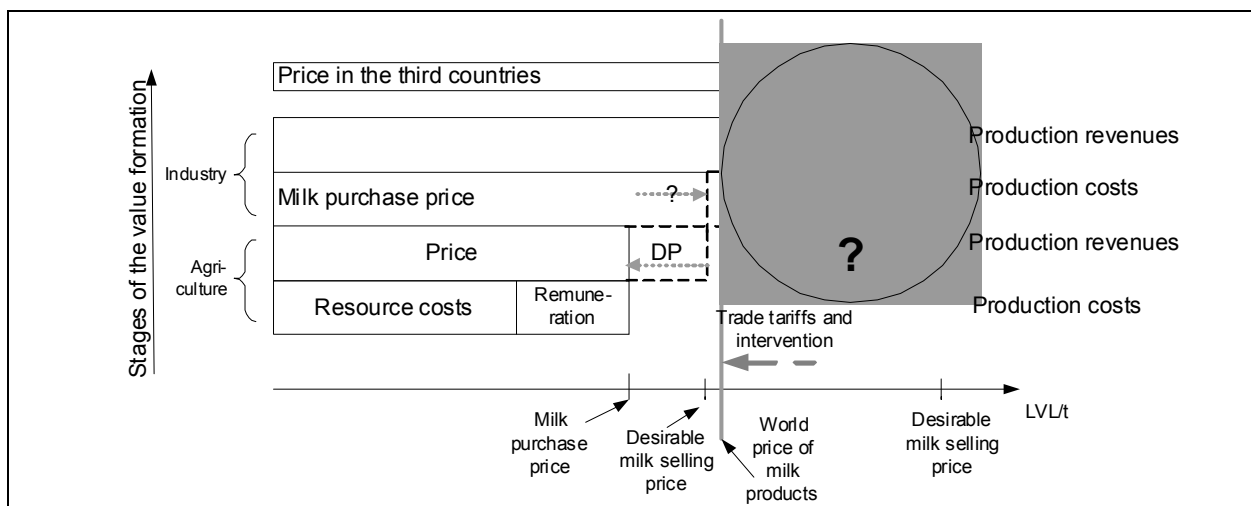 Stages of the value formation
Price in the third countries
Production revenues
Industry
Milk purchase price
?
Production costs
Agri-
culture
Price
DP
Production revenues
?
Resource costs
Remune-
ration
Production costs
Trade tariffs and
intervention
LVL/t
Milk
purchase
price
Desirable
milk selling
price
World
price of
milk
products
Desirable
milk selling
price